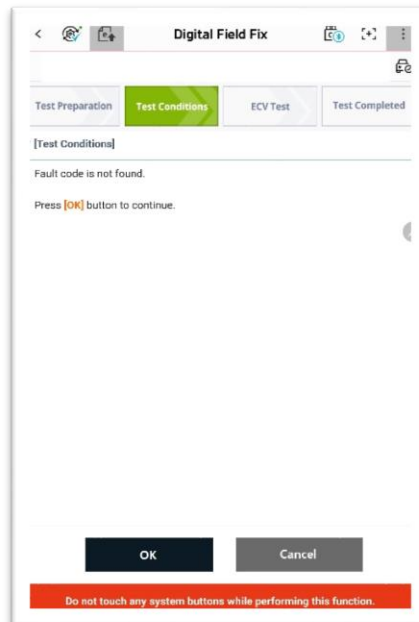 Digital Field Fix
Test Preparation
Test Conditions
ECV Test
Test Completed
[Test Conditions]
Fault code is not found.
Press [OK] button to continue.
OK
Cancel
Do not touch any system buttons while performing this function.